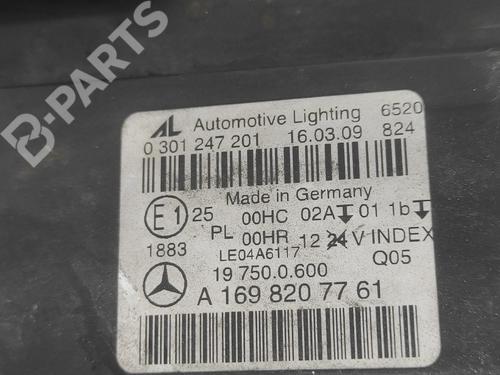 B-PARTS
AL Automotive Lighting 6520
0 301 247 201 16.03.09 824
Made in Germany
E1 25 00HC 02A 01 1b
PL 00HR 12 24 V INDEX
1883 LE04A6117 Q05
19 750.0.600
A 169 820 77 61